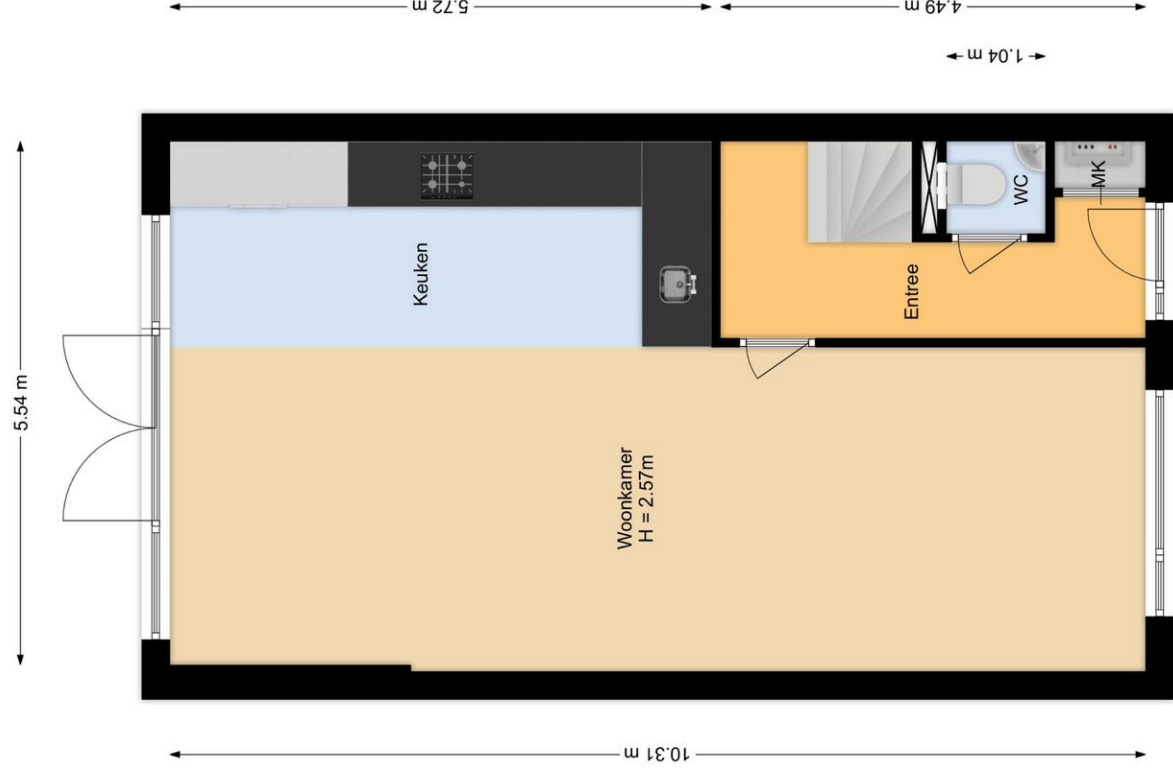 5.72 m
4.49 m
1.04 m
WC
MK
Keuken
Entree
5.54 m
Woonkamer
H = 2.57m
10.31 m